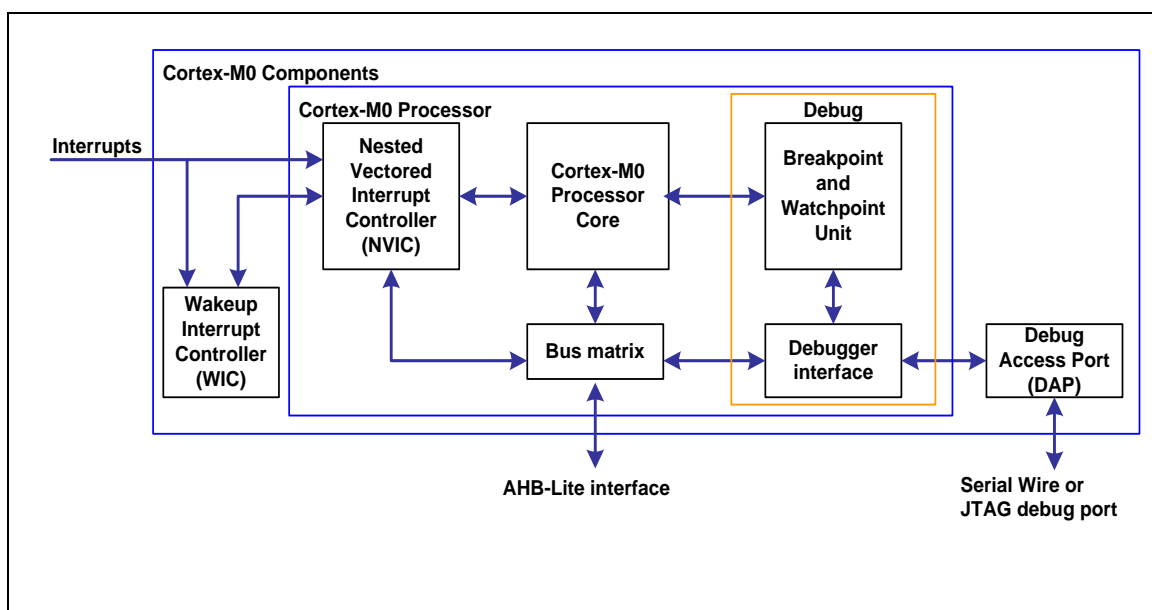 Cortex-M0 Components
Cortex-M0 Processor
Debug
Interrupts
Nested
Vectored
Interrupt
Controller
(NVIC)
Cortex-M0
Processor
Core
Breakpoint
and
Watchpoint
Unit
Wakeup
Interrupt
Controller
(WIC)
Bus matrix
Debugger
interface
Debug
Access Port
(DAP)
AHB-Lite interface
Serial Wire or
JTAG debug port